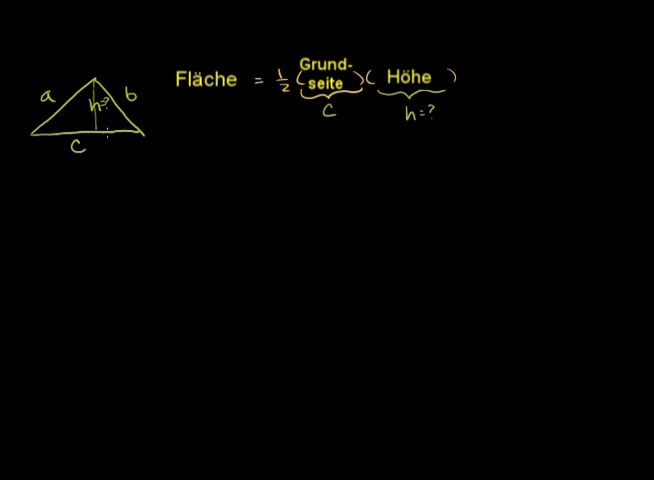 Fläche = 1/2 (Grund-seite)(Höhe)
a h=? b
c h=?
c